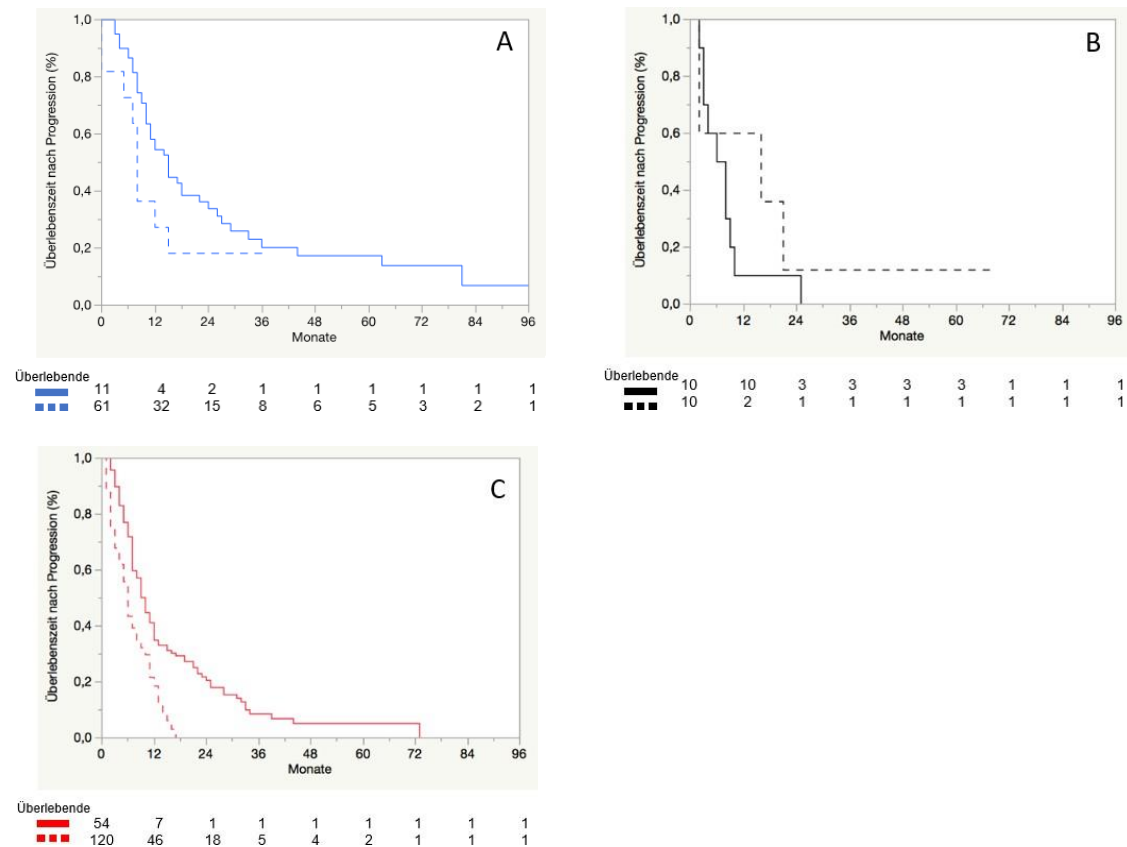 1,0
A
0,8
0,6
0,4
0,2
0,0
Überlebenszeit nach Progression (%)
0 12 24 36 48 60 72 84 96
Monate
Überlebende
11 4 2 1 1 1 1 1 1
61 32 15 8 6 5 3 2 1
1,0
B
0,8
0,6
0,4
0,2
0,0
Überlebenszeit nach Progression (%)
0 12 24 36 48 60 72 84 96
Monate
Überlebende
10 10 3 3 3 3 1 1 1
10 2 1 1 1 1 1 1 1
1,0
C
0,8
0,6
0,4
0,2
0,0
Überlebenszeit nach Progression (%)
0 12 24 36 48 60 72 84 96
Monate
Überlebende
54 7 1 1 1 1 1 1 1
120 46 18 5 4 2 1 1 1